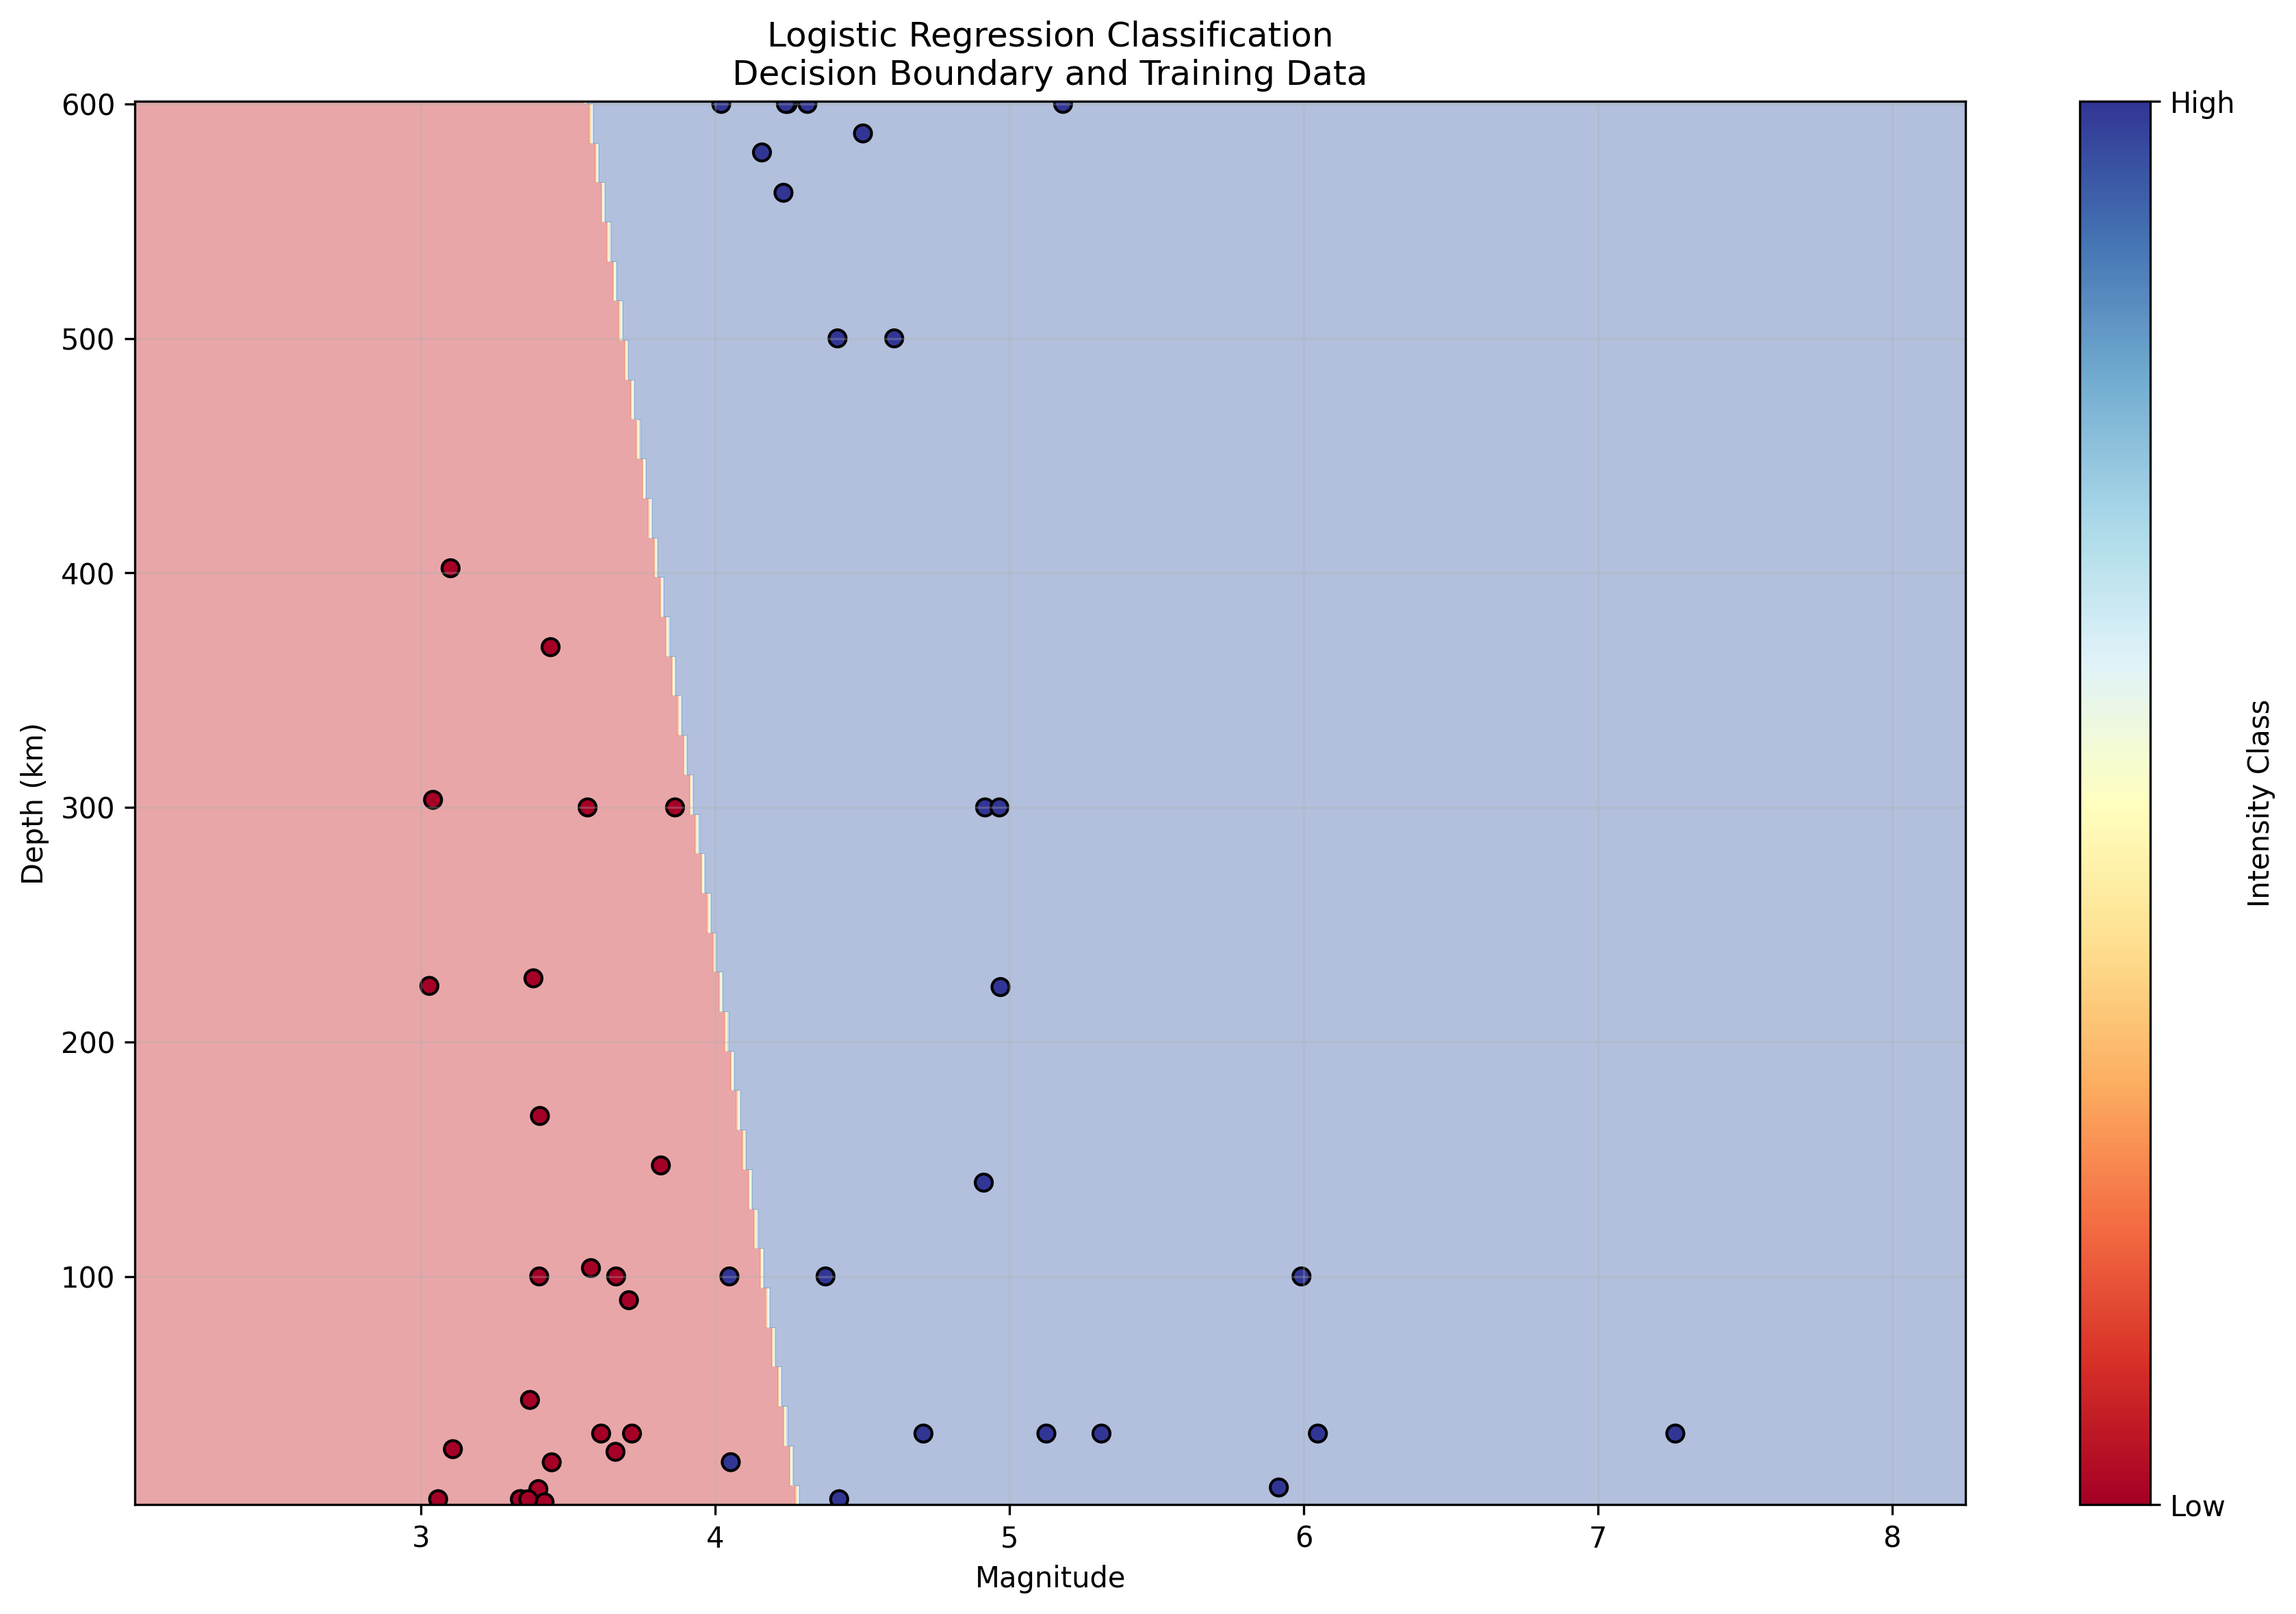 Logistic Regression Classification
Decision Boundary and Training Data
600
500
400
300
200
100
Depth (km)
3 4 5 6 7 8
Magnitude
High
Low
Intensity Class